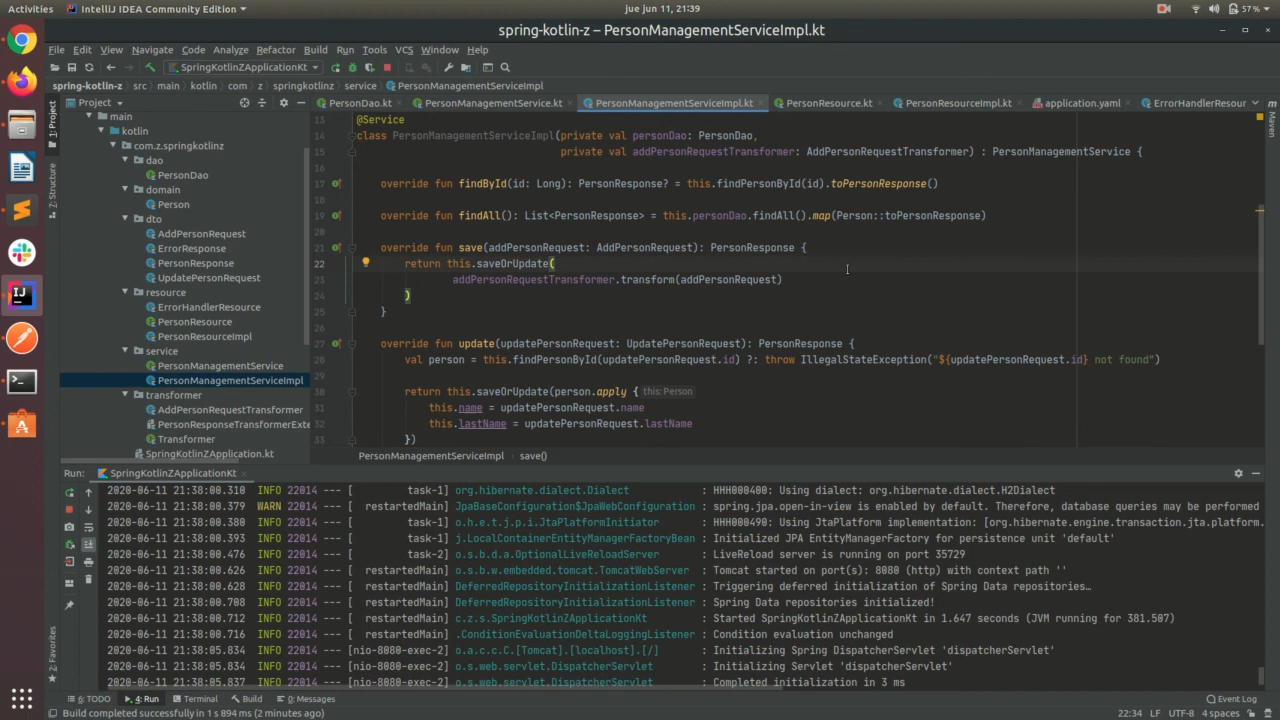 Activities
IntelliJ IDEA Community Edition
jue jun 11, 21:39
57 %
spring-kotlin-z – PersonManagementServiceImpl.kt
File Edit View Navigate Code Analyze Refactor Build Run Tools VCS Window Help
SpringKotlinZApplicationKt
spring-kotlin-z src main kotlin com z springkotlinz service PersonManagementServiceImpl
Project
PersonDao.kt
PersonManagementService.kt
PersonManagementServiceImpl.kt
PersonResource.kt
PersonResourceImpl.kt
application.yaml
ErrorHandlerResour
1: Project
7: Structure
2: Favorites
Maven
main
kotlin
com.z.springkotlinz
dao
PersonDao
domain
Person
dto
AddPersonRequest
ErrorResponse
PersonResponse
UpdatePersonRequest
resource
ErrorHandlerResource
PersonResource
PersonResourceImpl
service
PersonManagementService
PersonManagementServiceImpl
transformer
AddPersonRequestTransformer
PersonResponseTransformerExte
Transformer
SpringKotlinZApplication.kt
13 @Service
14 class PersonManagementServiceImpl(private val personDao: PersonDao,
15 private val addPersonRequestTransformer: AddPersonRequestTransformer) : PersonManagementService {
16
17 override fun findById(id: Long): PersonResponse? = this.findPersonById(id).toPersonResponse()
18
19 override fun findAll(): List<PersonResponse> = this.personDao.findAll().map(Person::toPersonResponse)
20
21 override fun save(addPersonRequest: AddPersonRequest): PersonResponse {
22 return this.saveOrUpdate(
23 addPersonRequestTransformer.transform(addPersonRequest)
24 )
25 }
26
27 override fun update(updatePersonRequest: UpdatePersonRequest): PersonResponse {
28 val person = this.findPersonById(updatePersonRequest.id) ?: throw IllegalStateException("${updatePersonRequest.id} not found")
29
30 return this.saveOrUpdate(person.apply { this: Person
31 this.name = updatePersonRequest.name
32 this.lastName = updatePersonRequest.lastName
33 })
PersonManagementServiceImpl save()
Run: SpringKotlinZApplicationKt
2020-06-11 21:38:00.310 INFO 22014 --- [ task-1] org.hibernate.dialect.Dialect : HHH000400: Using dialect: org.hibernate.dialect.H2Dialect
2020-06-11 21:38:00.379 WARN 22014 --- [ restartedMain] JpaBaseConfiguration$JpaWebConfiguration : spring.jpa.open-in-view is enabled by default. Therefore, database queries may be performed
2020-06-11 21:38:00.380 INFO 22014 --- [ task-1] o.h.e.t.j.p.i.JtaPlatformInitiator : HHH000490: Using JtaPlatform implementation: [org.hibernate.engine.transaction.jta.platform.
2020-06-11 21:38:00.393 INFO 22014 --- [ task-1] j.LocalContainerEntityManagerFactoryBean : Initialized JPA EntityManagerFactory for persistence unit 'default'
2020-06-11 21:38:00.476 INFO 22014 --- [ task-2] o.s.b.d.a.OptionalLiveReloadServer : LiveReload server is running on port 35729
2020-06-11 21:38:00.626 INFO 22014 --- [ restartedMain] o.s.b.w.embedded.tomcat.TomcatWebServer : Tomcat started on port(s): 8080 (http) with context path ''
2020-06-11 21:38:00.628 INFO 22014 --- [ restartedMain] DeferredRepositoryInitializationListener : Triggering deferred initialization of Spring Data repositories…
2020-06-11 21:38:00.708 INFO 22014 --- [ restartedMain] DeferredRepositoryInitializationListener : Spring Data repositories initialized!
2020-06-11 21:38:00.712 INFO 22014 --- [ restartedMain] c.z.s.SpringKotlinZApplicationKt : Started SpringKotlinZApplicationKt in 1.647 seconds (JVM running for 381.507)
2020-06-11 21:38:00.716 INFO 22014 --- [ restartedMain] .ConditionEvaluationDeltaLoggingListener : Condition evaluation unchanged
2020-06-11 21:38:05.834 INFO 22014 --- [nio-8080-exec-2] o.a.c.c.C.[Tomcat].[localhost].[/] : Initializing Spring DispatcherServlet 'dispatcherServlet'
2020-06-11 21:38:05.834 INFO 22014 --- [nio-8080-exec-2] o.s.web.servlet.DispatcherServlet : Initializing Servlet 'dispatcherServlet'
2020-06-11 21:38:05.837 INFO 22014 --- [nio-8080-exec-2] o.s.web.servlet.DispatcherServlet : Completed initialization in 3 ms
6: TODO 4: Run Terminal Build 0: Messages Event Log
Build completed successfully in 1 s 894 ms (2 minutes ago) 22:34 LF UTF-8 4 spaces